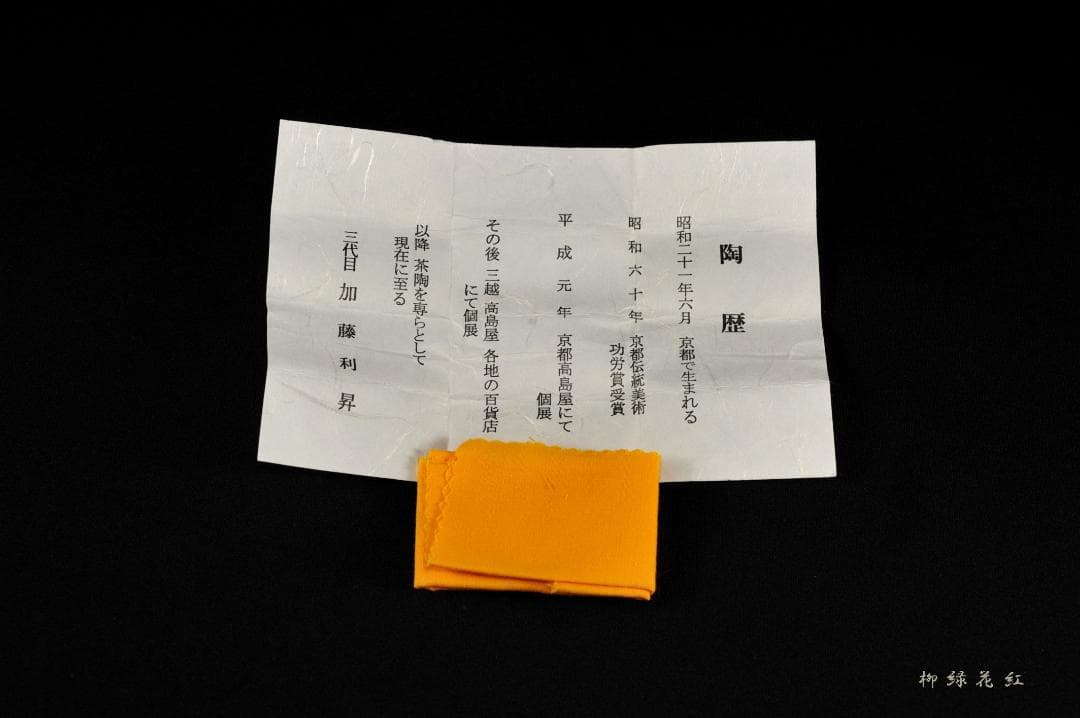 陶歴
昭和二十一年六月 京都で生まれる
昭和六十年 京都伝統美術
功労賞受賞
平成元年 京都高島屋にて
個展
その後 三越 高島屋 各地の百貨店
にて個展
以降 茶陶を専らとして
現在に至る
三代目 加藤利昇
柳緑花紅